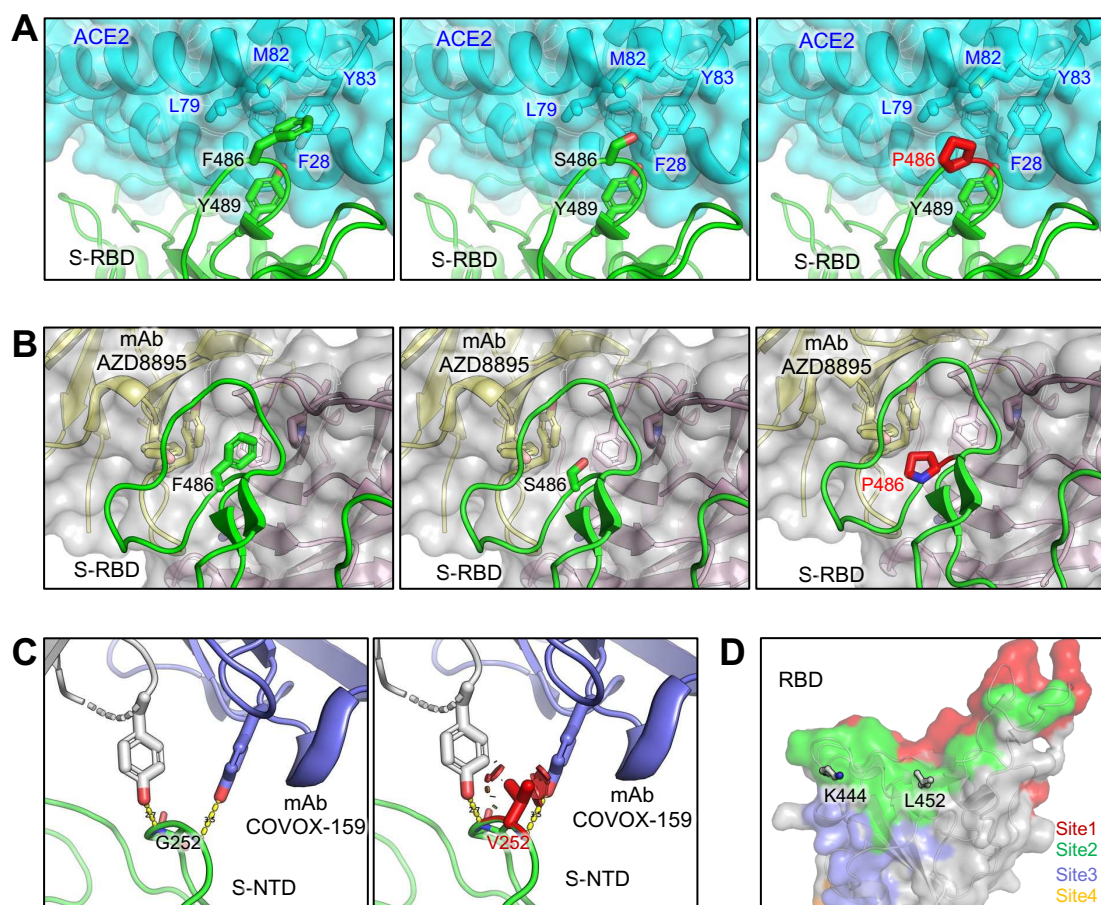 A
ACE2
M82
Y83
L79
F486
F28
Y489
S-RBD
ACE2
M82
Y83
L79
S486
F28
Y489
S-RBD
ACE2
M82
Y83
L79
P486
F28
Y489
S-RBD
B
mAb
AZD8895
F486
S-RBD
mAb
AZD8895
S486
S-RBD
mAb
AZD8895
P486
S-RBD
C
mAb
COVOX-159
G252
S-NTD
mAb
COVOX-159
V252
S-NTD
D
RBD
K444
L452
Site1
Site2
Site3
Site4